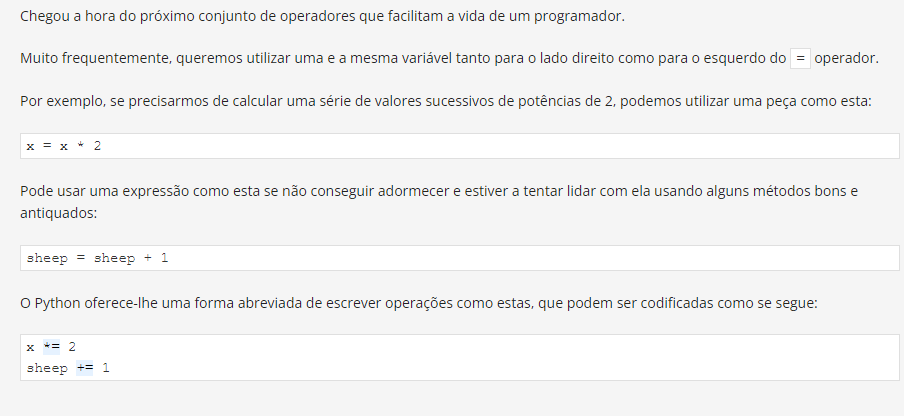 Chegou a hora do próximo conjunto de operadores que facilitam a vida de um programador.
Muito frequentemente, queremos utilizar uma e a mesma variável tanto para o lado direito como para o esquerdo do = operador.
Por exemplo, se precisarmos de calcular uma série de valores sucessivos de potências de 2, podemos utilizar uma peça como esta:
x = x * 2
Pode usar uma expressão como esta se não conseguir adormecer e estiver a tentar lidar com ela usando alguns métodos bons e
antiquados:
sheep = sheep + 1
O Python oferece-lhe uma forma abreviada de escrever operações como estas, que podem ser codificadas como se segue:
x *= 2
sheep += 1